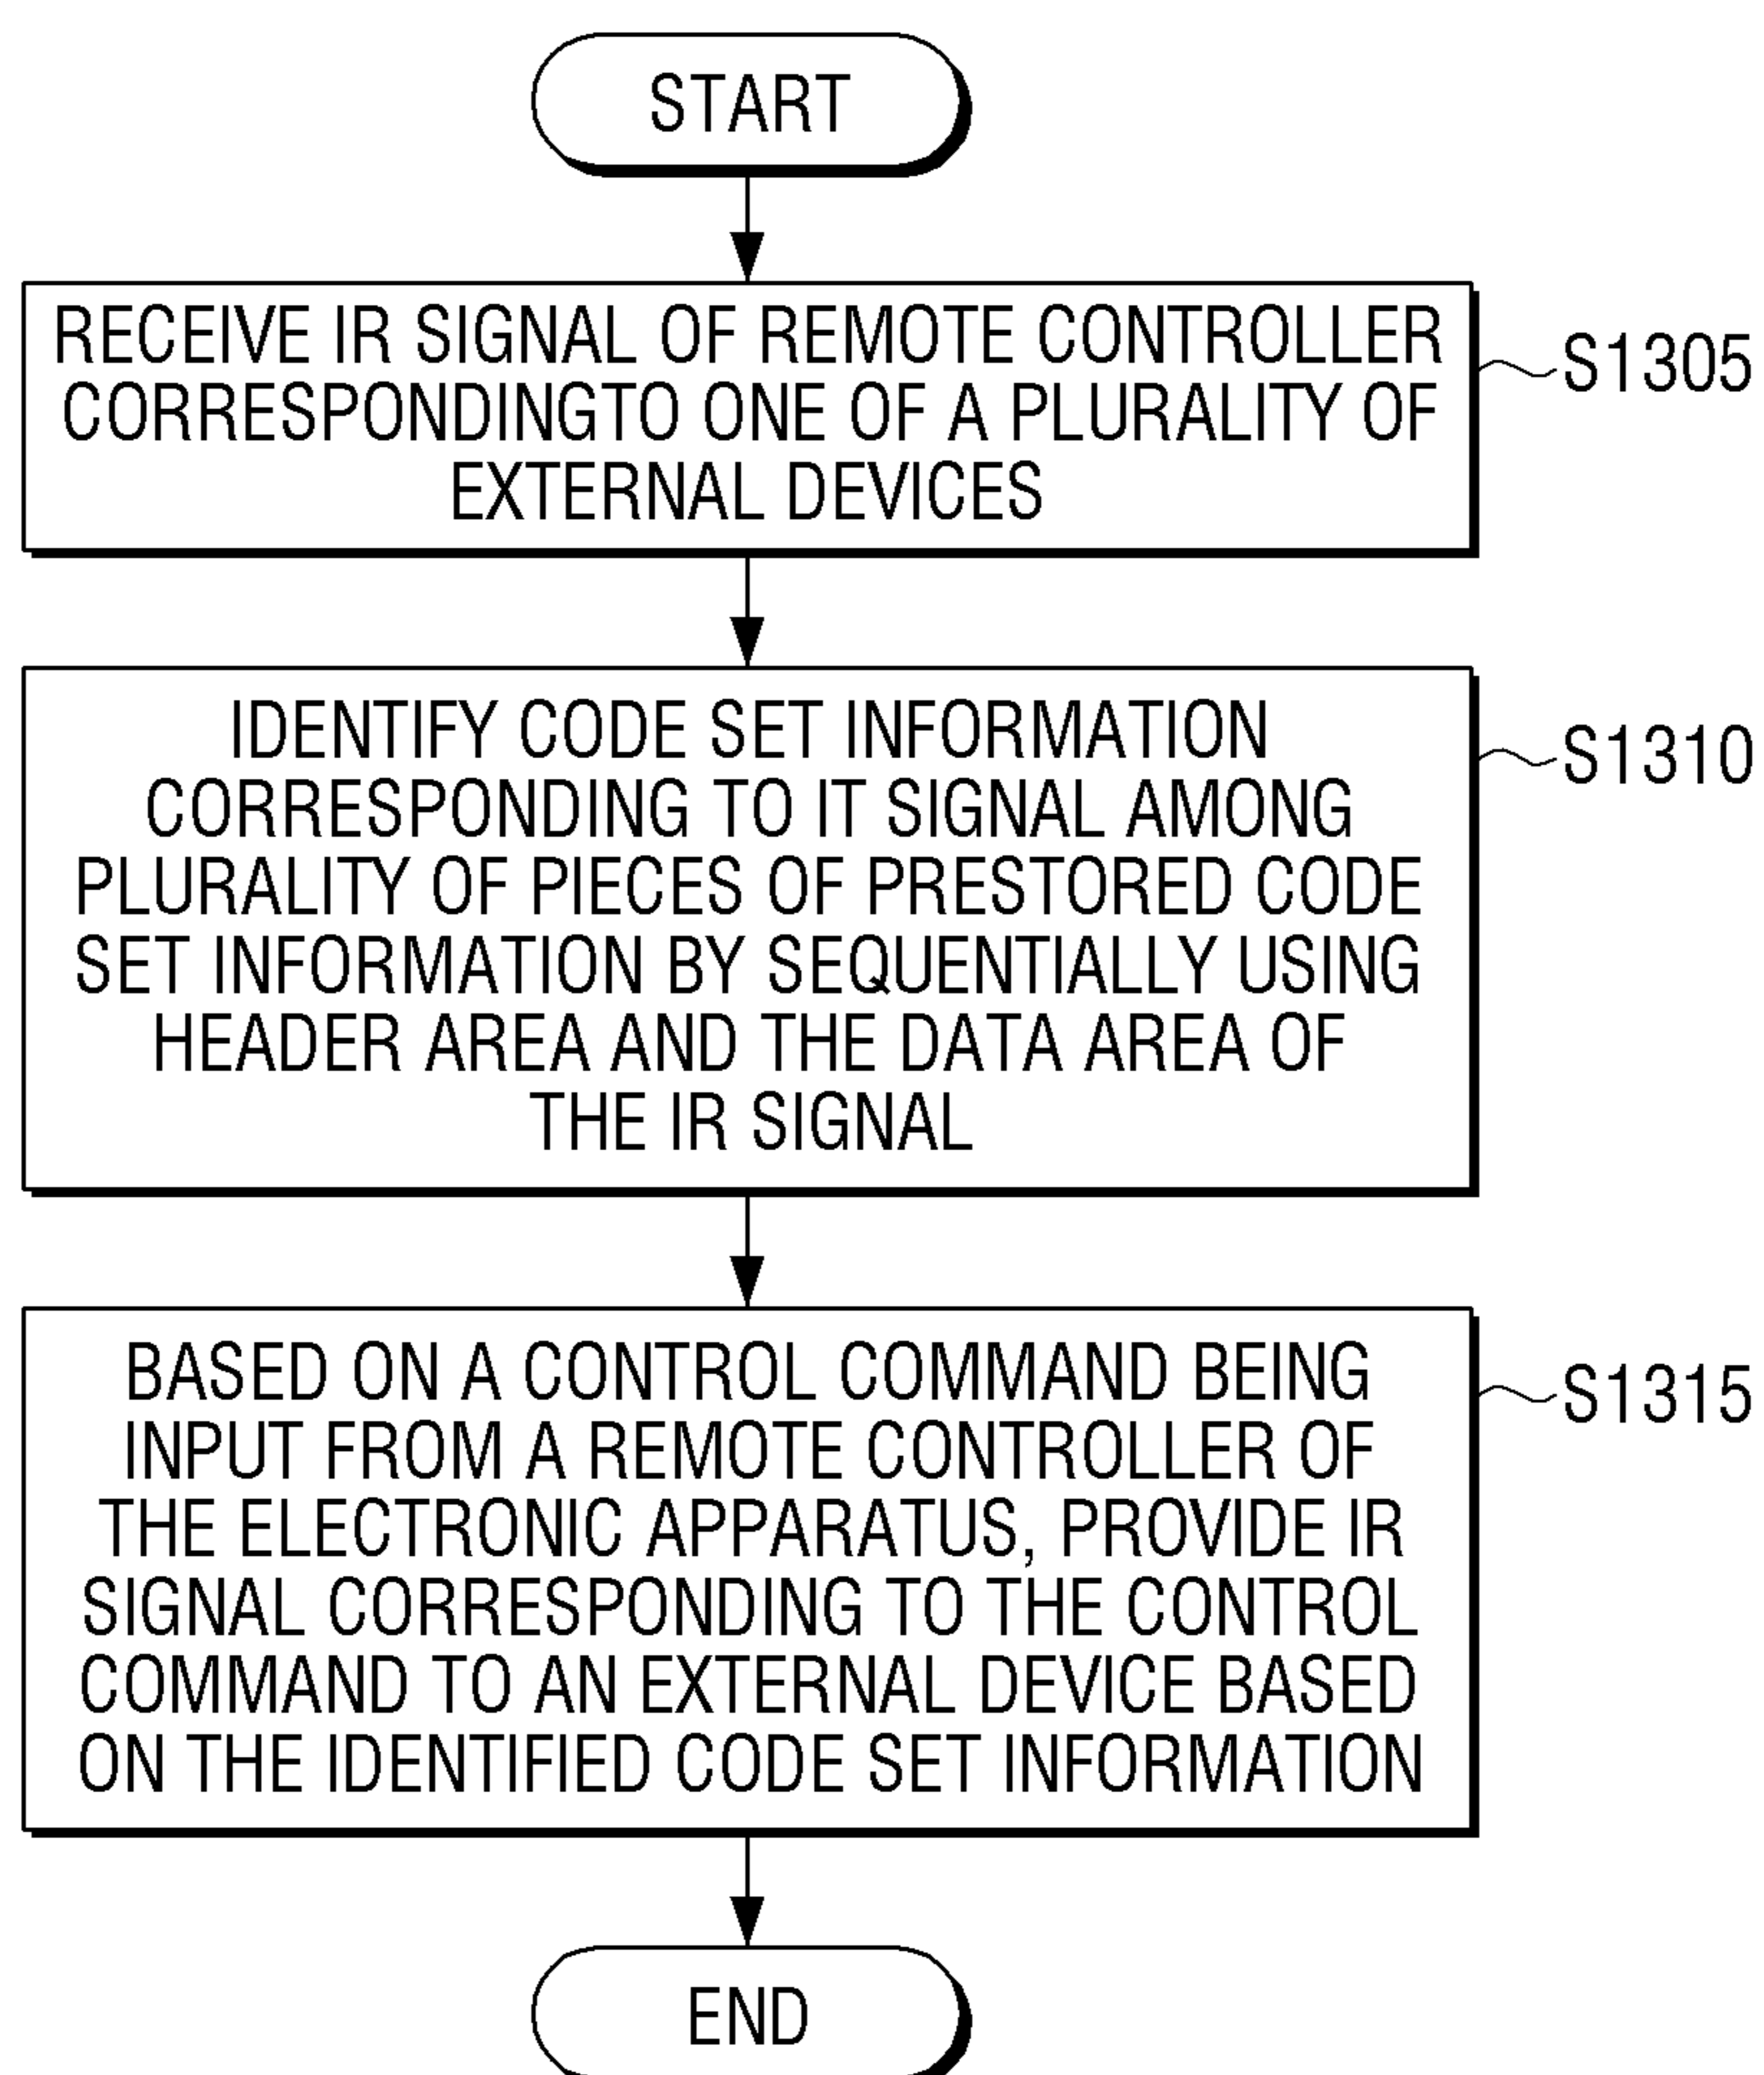 START
RECEIVE IR SIGNAL OF REMOTE CONTROLLER
CORRESPONDINGTO ONE OF A PLURALITY OF
EXTERNAL DEVICES
S1305
IDENTIFY CODE SET INFORMATION
CORRESPONDING TO IT SIGNAL AMONG
PLURALITY OF PIECES OF PRESTORED CODE
SET INFORMATION BY SEQUENTIALLY USING
HEADER AREA AND THE DATA AREA OF
THE IR SIGNAL
S1310
BASED ON A CONTROL COMMAND BEING
INPUT FROM A REMOTE CONTROLLER OF
THE ELECTRONIC APPARATUS, PROVIDE IR
SIGNAL CORRESPONDING TO THE CONTROL
COMMAND TO AN EXTERNAL DEVICE BASED
ON THE IDENTIFIED CODE SET INFORMATION
S1315
END